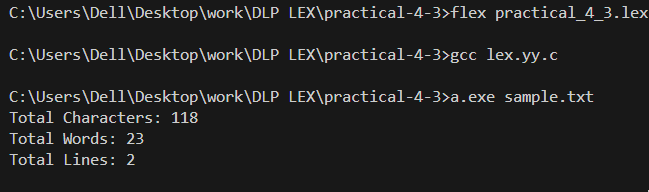 C:\Users\Dell\Desktop\work\DLP LEX\practical-4-3>flex practical_4_3.lex
C:\Users\Dell\Desktop\work\DLP LEX\practical-4-3>gcc lex.yy.c
C:\Users\Dell\Desktop\work\DLP LEX\practical-4-3>a.exe sample.txt
Total Characters: 118
Total Words: 23
Total Lines: 2